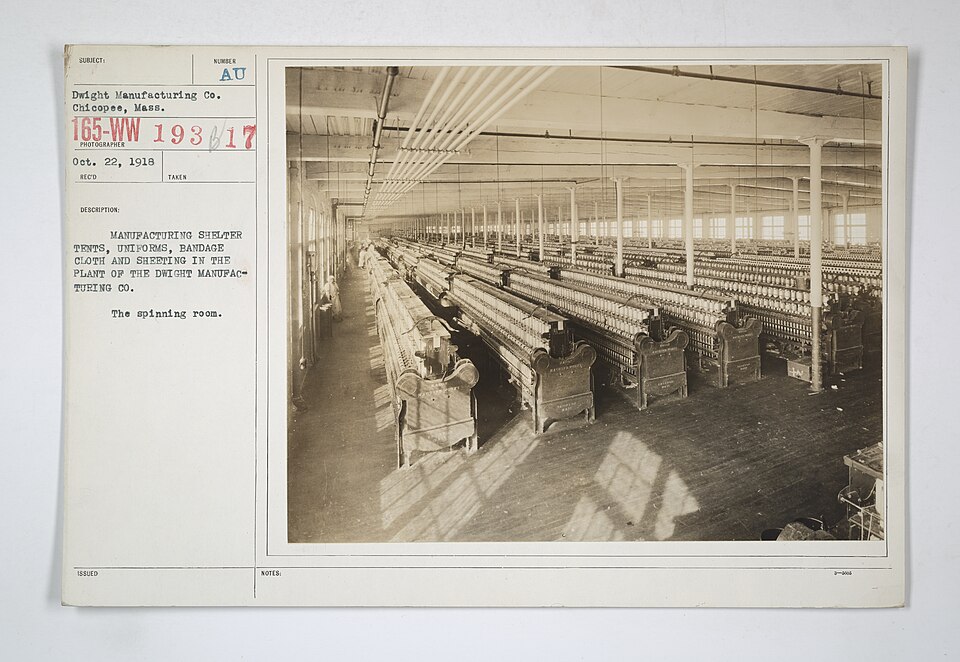 SUBJECT:
NUMBER
AU
Dwight Manufacturing Co.
Chicopee, Mass.
165-WW 193B/17
PHOTOGRAPHER
Oct. 22, 1918
REC'D
TAKEN
DESCRIPTION:
MANUFACTURING SHELTER
TENTS, UNIFORMS, BANDAGE
CLOTH AND SHEETING IN THE
PLANT OF THE DWIGHT MANUFAC-
TURING CO.
The spinning room.
ISSUED
NOTES: